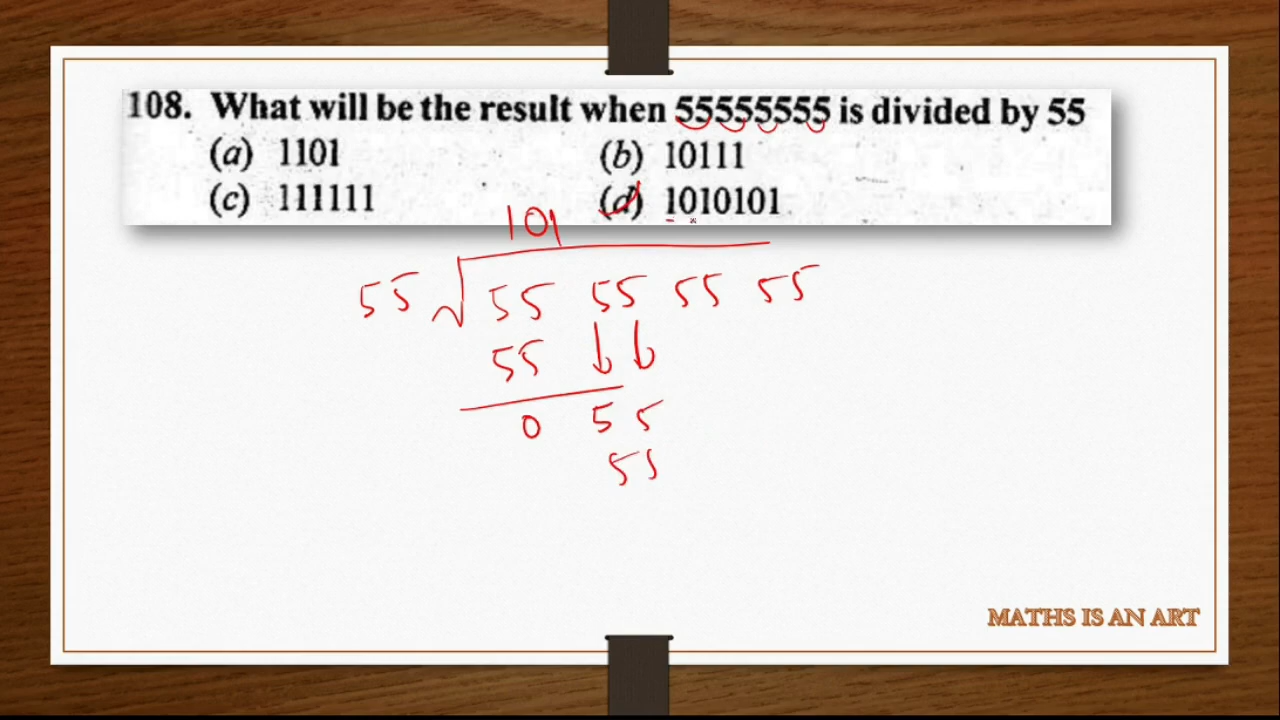 108. What will be the result when 55555555 is divided by 55
(a) 1101 (b) 10111
(c) 111111 (d) 1010101
101
55 55 55 55 55
55
0 55
55
MATHS IS AN ART